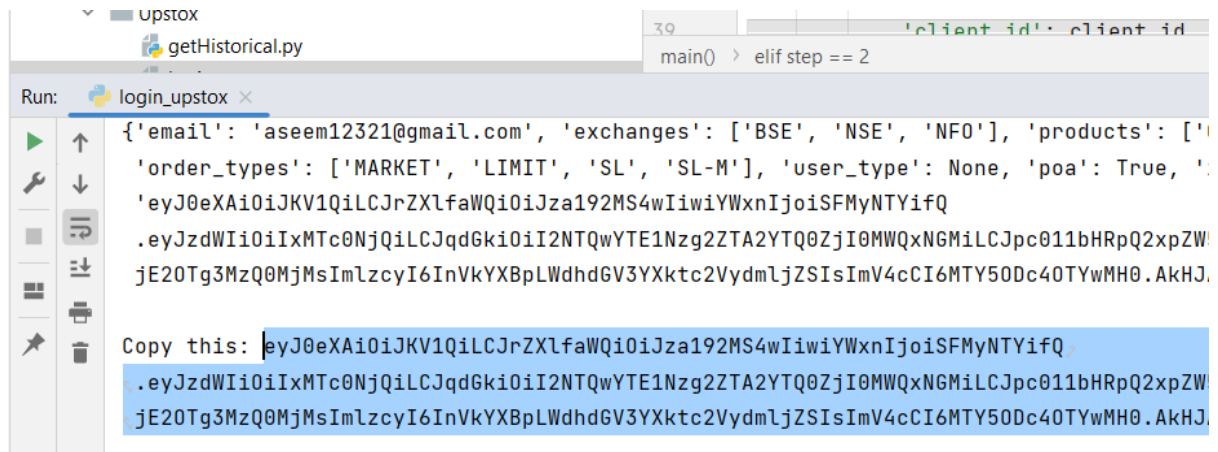 Upstox
getHistorical.py
39
'client_id': client_id
main() > elif step == 2
Run: login_upstox
{'email': 'aseem12321@gmail.com', 'exchanges': ['BSE', 'NSE', 'NFO'], 'products': ['
'order_types': ['MARKET', 'LIMIT', 'SL', 'SL-M'], 'user_type': None, 'poa': True, '
'eyJ0eXAiOiJKV1QiLCJrZXlfaWQiOiJza192MS4wIiwiYWxnIjoiSFMyNTYifQ
.eyJzdWIiOiIxMTc0NjQiLCJqdGkiOiI2NTQwYTE1Nzg2ZTA2YTQ0ZjI0MWQxNGMiLCJpc011bHRpQ2xpZW
jE2OTg3MzQ0MjMsImlzcyI6InVkYXBpLWdhdGV3YXktc2VydmljZSIsImV4cCI6MTY5ODc4OTYwMH0.AkHJ
Copy this: eyJ0eXAiOiJKV1QiLCJrZXlfaWQiOiJza192MS4wIiwiYWxnIjoiSFMyNTYifQ
.eyJzdWIiOiIxMTc0NjQiLCJqdGkiOiI2NTQwYTE1Nzg2ZTA2YTQ0ZjI0MWQxNGMiLCJpc011bHRpQ2xpZW
jE2OTg3MzQ0MjMsImlzcyI6InVkYXBpLWdhdGV3YXktc2VydmljZSIsImV4cCI6MTY5ODc4OTYwMH0.AkHJ